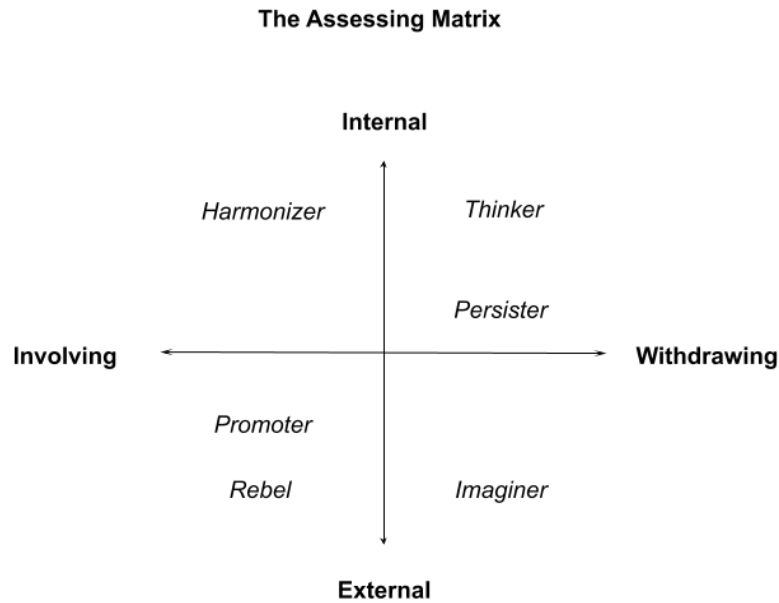 The Assessing Matrix
Internal
Harmonizer
Thinker
Persister
Involving
Withdrawing
Promoter
Rebel
Imaginer
External